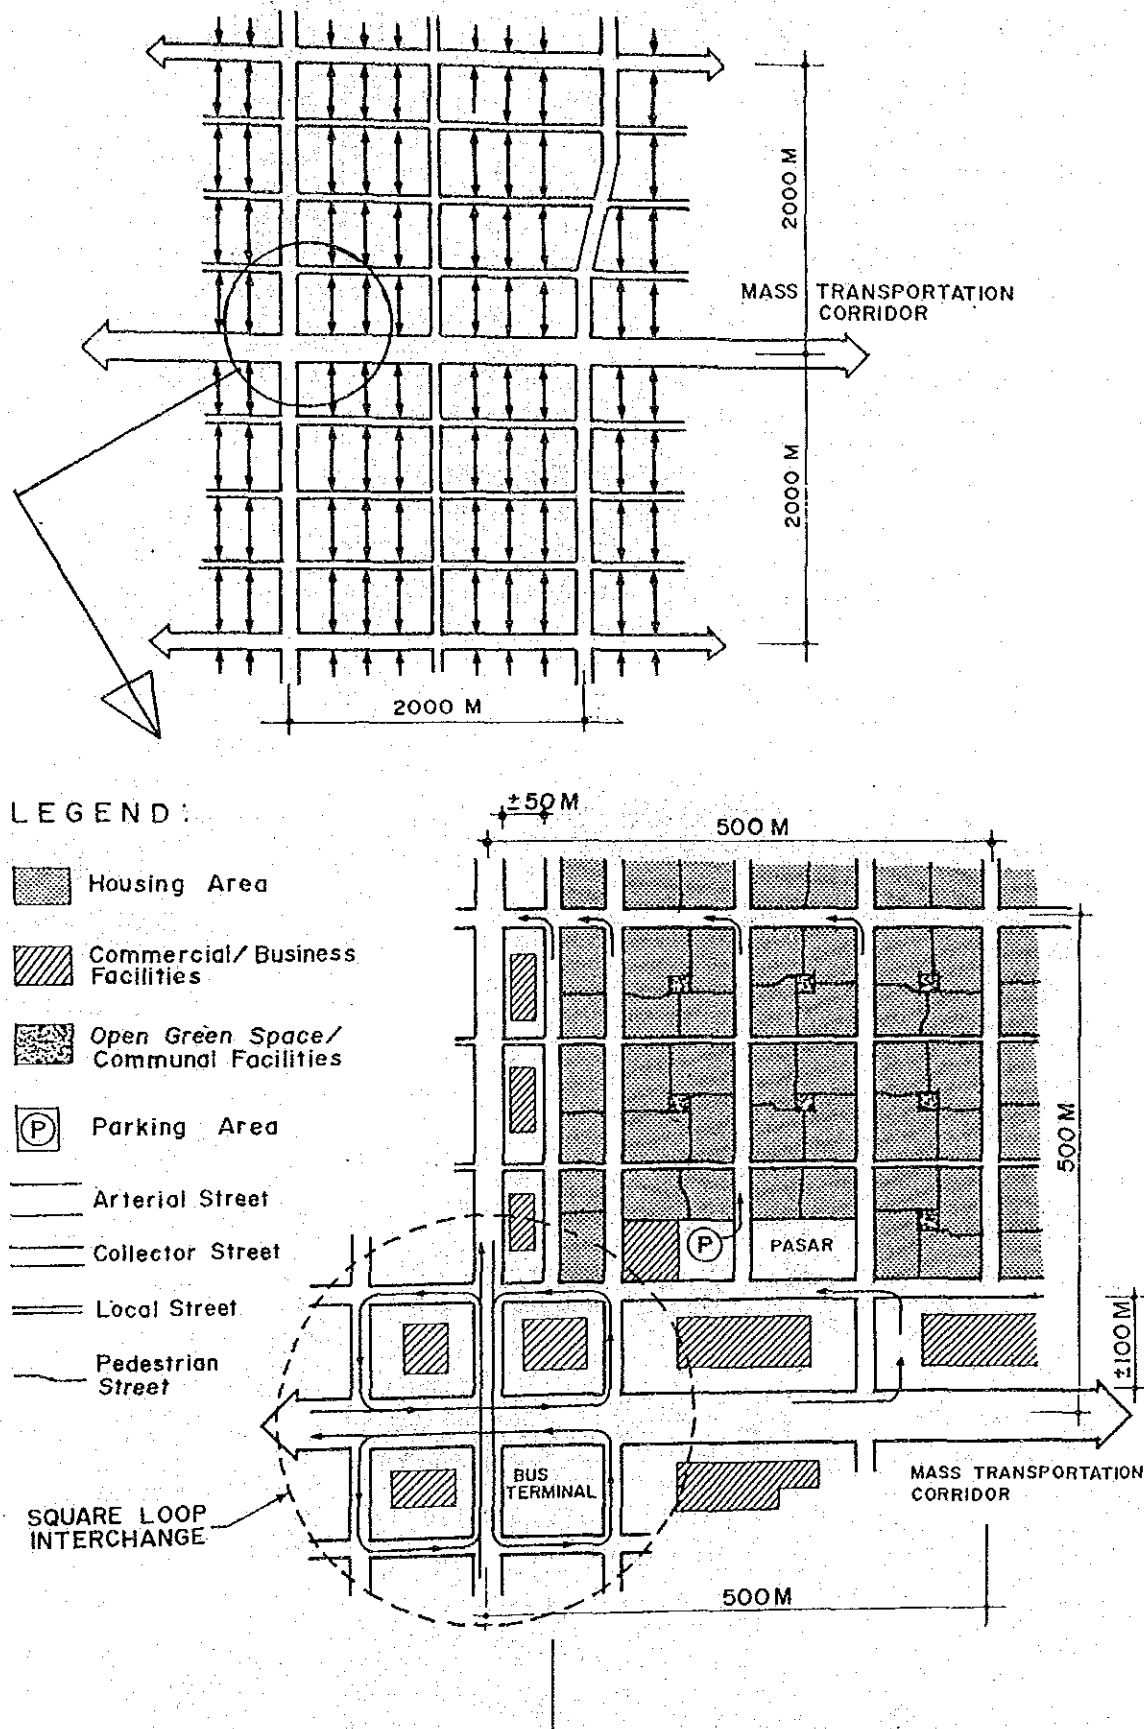 2000 M
MASS TRANSPORTATION
CORRIDOR
2000 M
2000 M
LEGEND:
±50 M
500 M
Housing Area
Commercial/Business
Facilities
Open Green Space/
Communal Facilities
P
Parking Area
500 M
Arterial Street
Collector Street
P
PASAR
Local Street
Pedestrian
Street
±100 M
BUS
TERMINAL
MASS TRANSPORTATION
CORRIDOR
SQUARE LOOP
INTERCHANGE
500 M